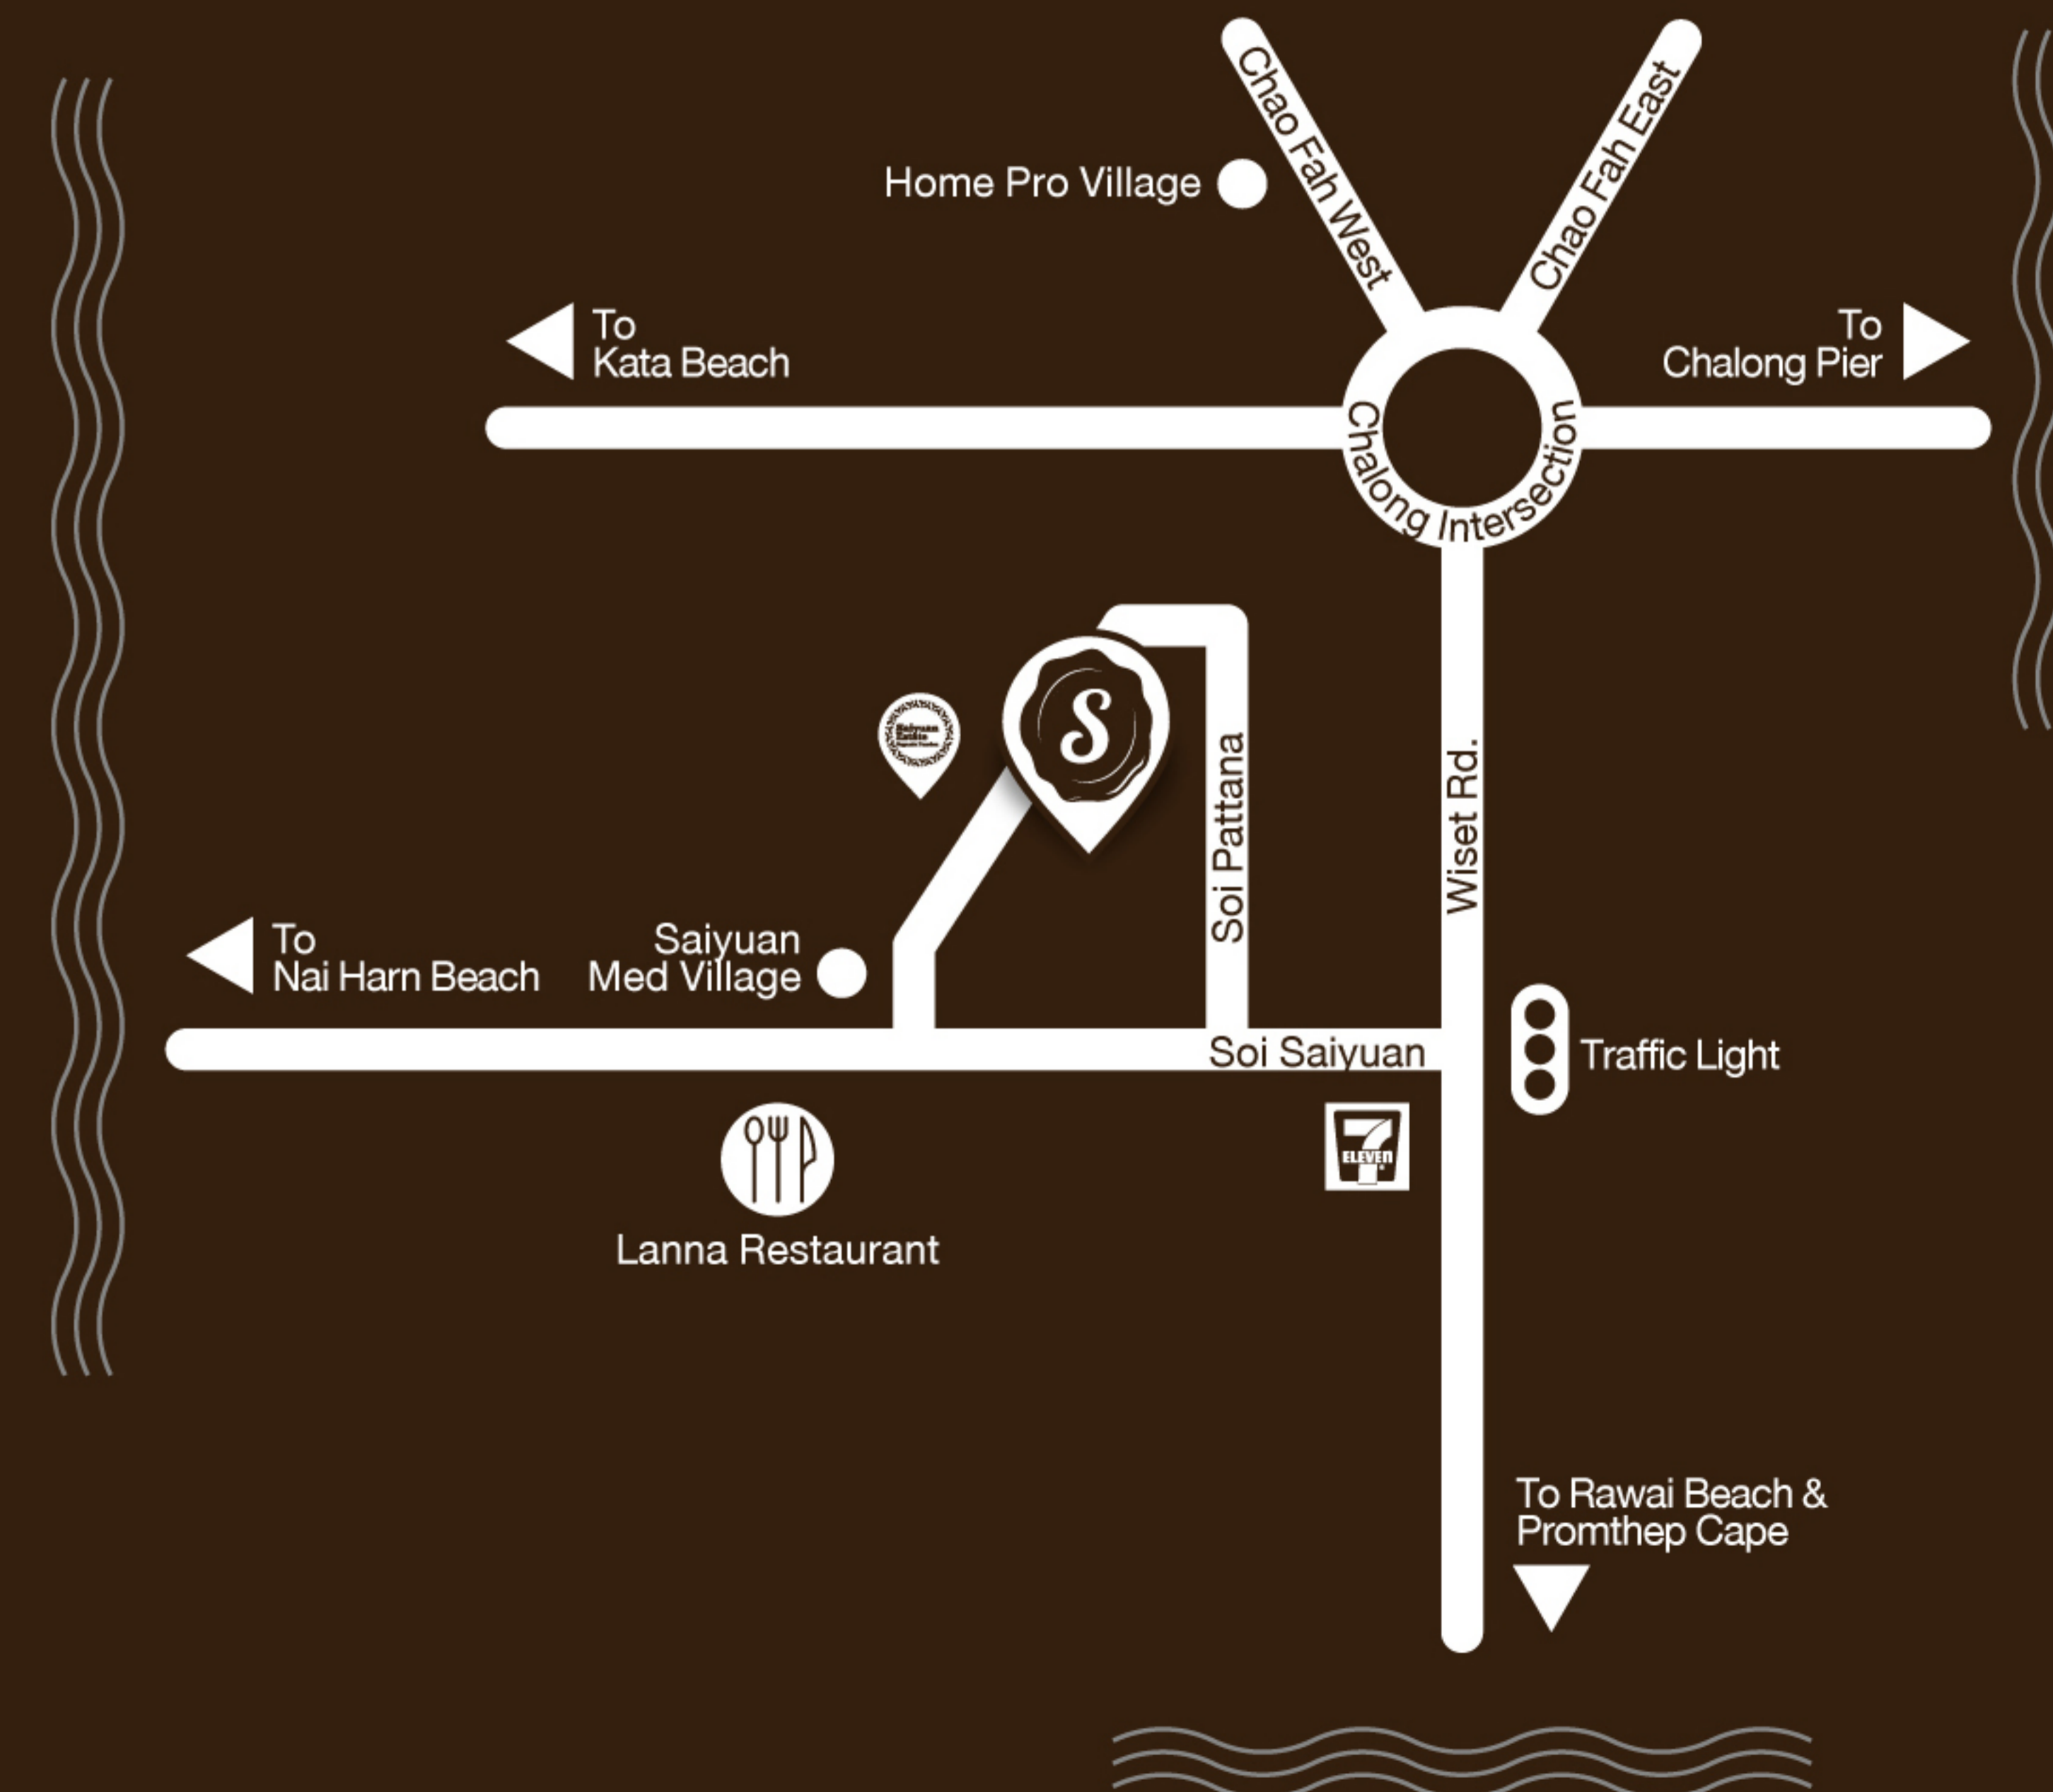 Chao Fah West
Chao Fah East
Home Pro Village
To
Kata Beach
To
Chalong Pier
Chalong Intersection
S
Saiyuan
Estate
Soi Pattana
Wiset Rd.
To
Nai Harn Beach
Saiyuan
Med Village
Soi Saiyuan
Traffic Light
7
ELEVEn
Lanna Restaurant
To Rawai Beach &
Promthep Cape